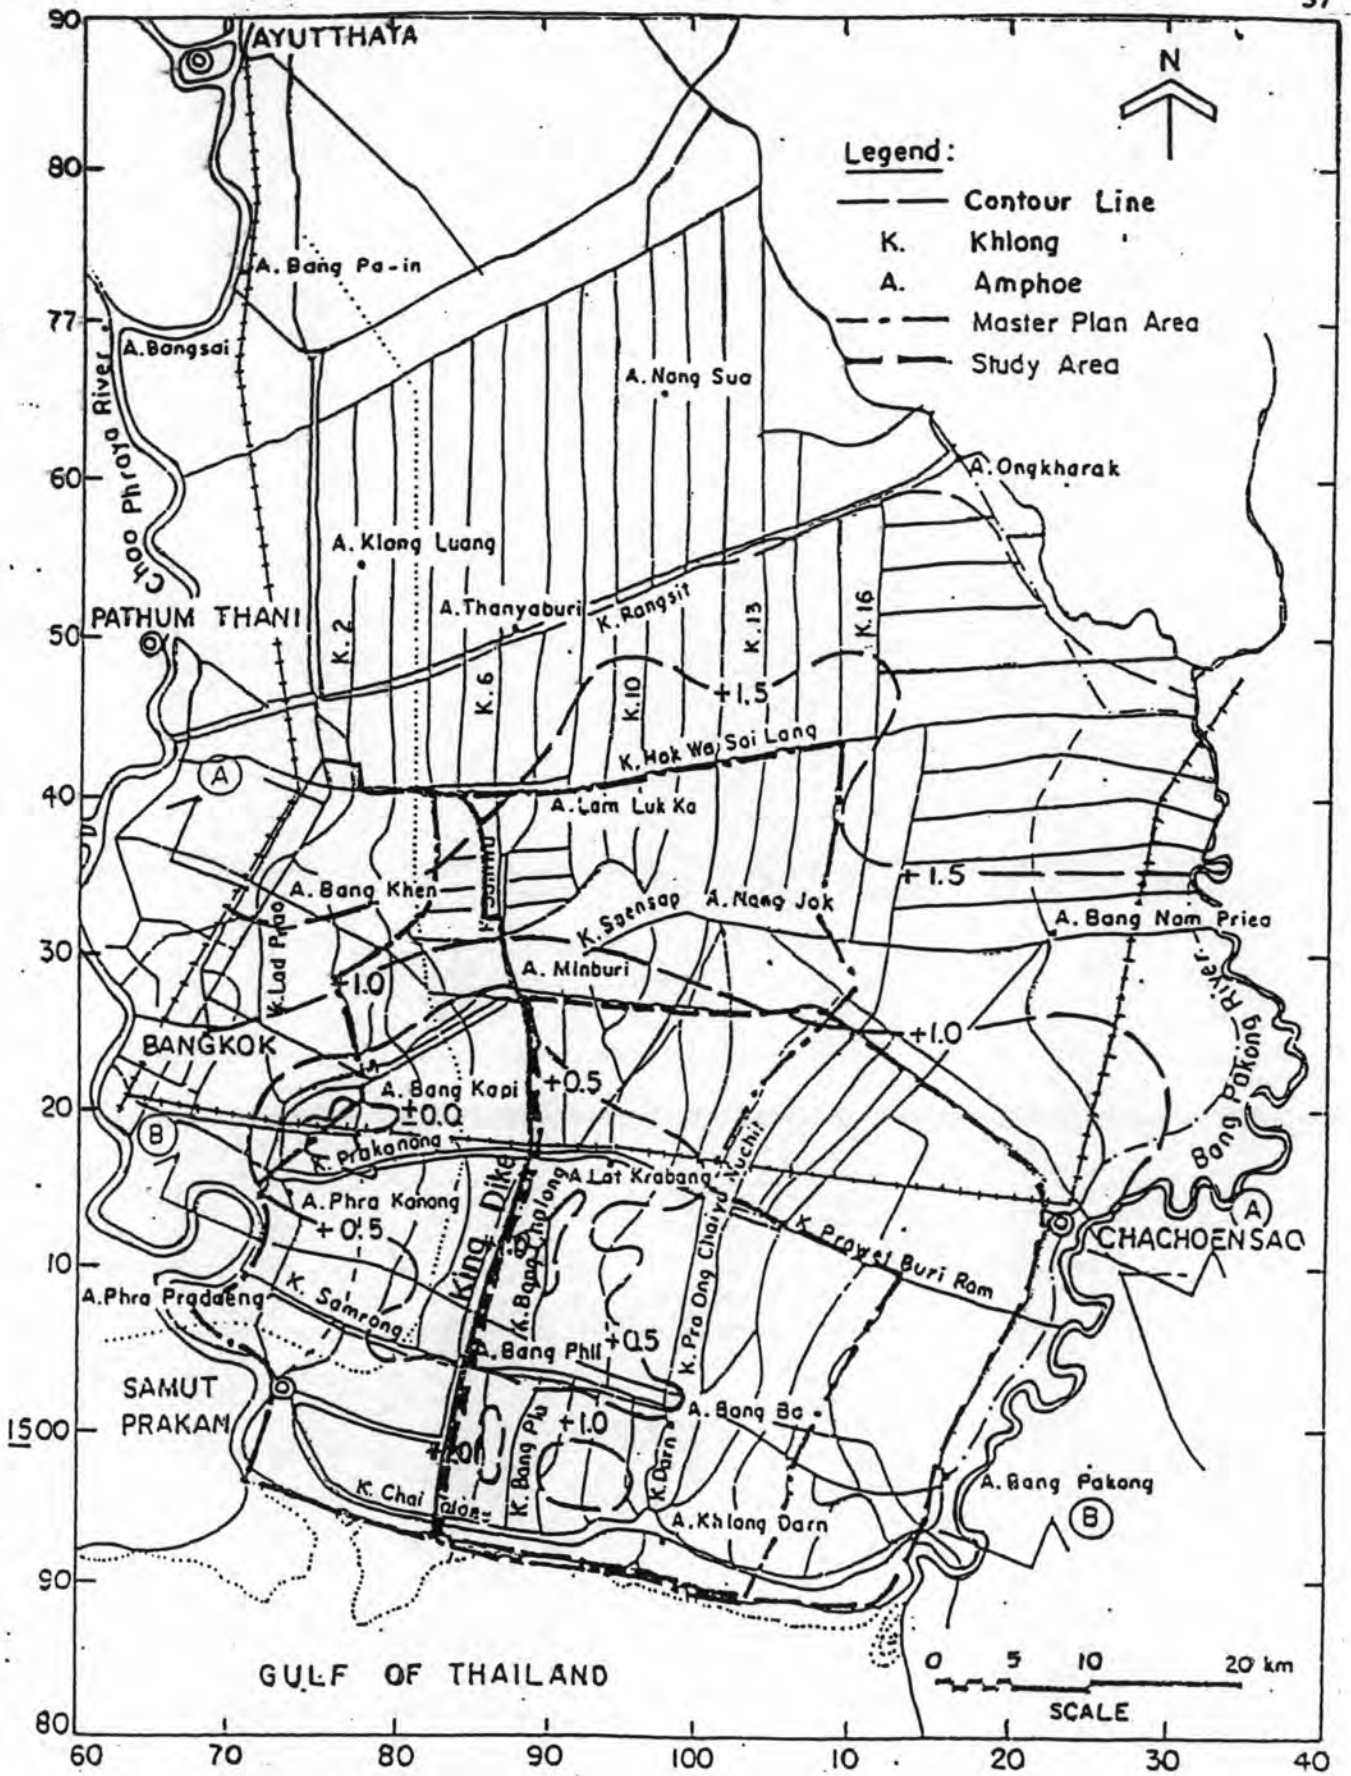 37
90
AYUTTHAYA
N
80
Legend:
Contour Line
K. Khlong
A. Amphoe
Master Plan Area
Study Area
A. Bang Pa-in
77
A. Bangsai
Chao Phraya River
A. Nong Sua
60
A. Ongkharak
A. Klong Luang
A. Thanyaburi
K. Rangsit
K. 2
K. 6
K. 10
K. 13
K. 16
PATHUM THANI
50
+1.5
K. Hok Wa Sai Lang
A
40
A. Lam Luk Ka
A. Bang Khen
+1.5
K. Lad Prao
K. Saensap
A. Nong Jok
A. Bang Nam Priea
30
+1.0
A. Minburi
Bang Pakong River
BANGKOK
+1.0
A. Bang Kapi
+0.5
20
±0.0
B
K. Prakanong
A. Lat Krabang
A. Phra Kanong
+0.5
King Dike
K. Bang Chalong
K. Pra Ong Chaiya Nuchit
A
CHACHOENSAO
K. Prawet Buri Rom
10
A. Phra Pradaeng
K. Samrong
A. Bang Phli
+0.5
SAMUT
PRAKAM
A. Bang Bo
+1.0
1500
K. Bang Pla
K. Darn
A. Bang Pakong
K. Chai
A. Khlong Darn
B
90
GULF OF THAILAND
0 5 10 20 km
SCALE
80
60 70 80 90 100 10 20 30 40